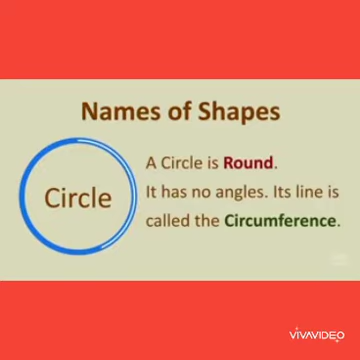 Names of Shapes
Circle
A Circle is Round.
It has no angles. Its line is
called the Circumference.
VIVAVIDEO